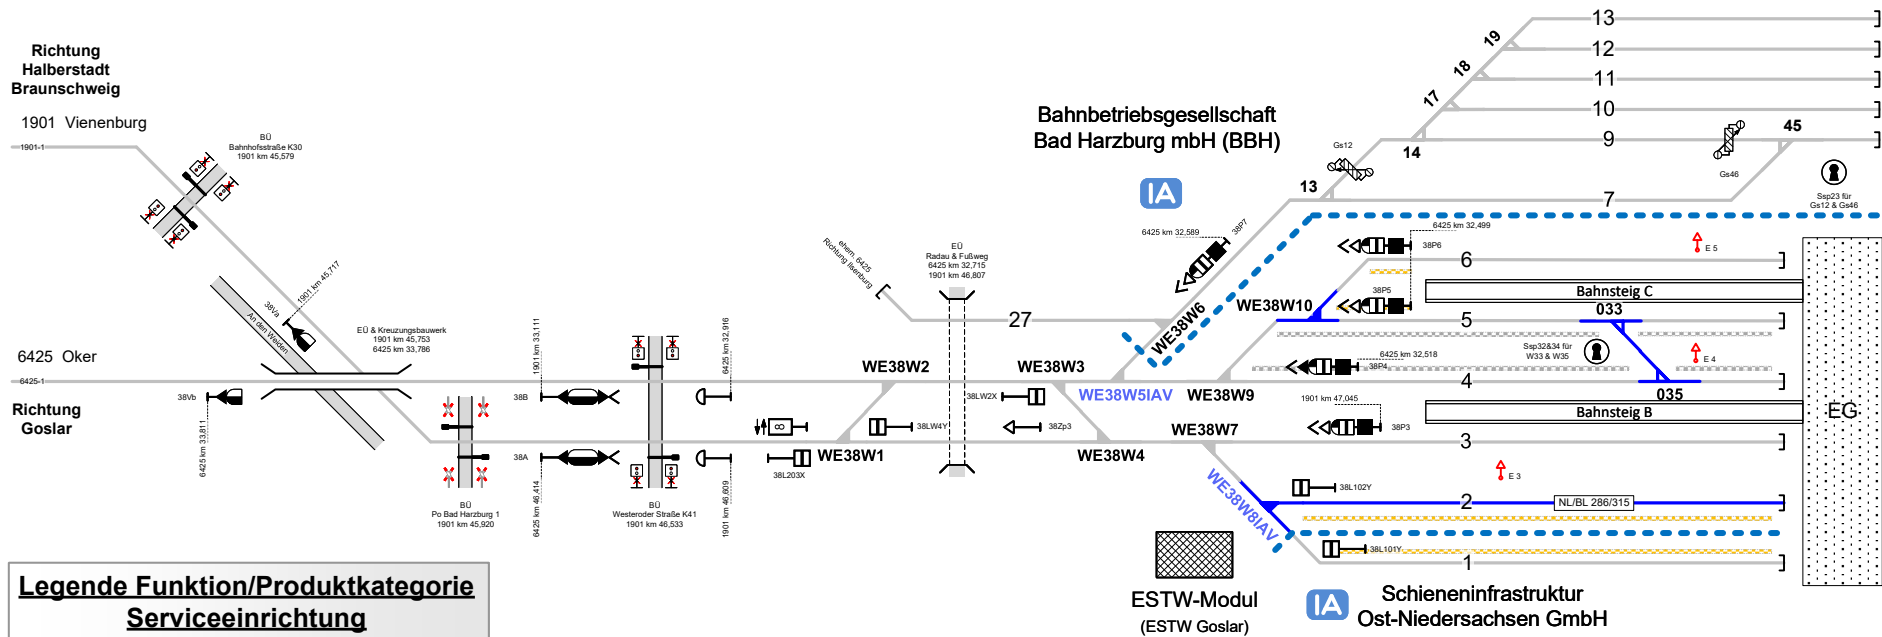 Richtung
Halberstadt
Braunschweig
1901 Vienenburg
1901-1
BÜ
Bahnhofsstraße K30
1901 km 45,579
38Va
1901 km 45,717
An den Weiden
EÜ & Kreuzungsbauwerk
1901 km 45,753
6425 km 33,786
6425 Oker
6425-1
Richtung
Goslar
38Vb
6425 km 33,811
BÜ
Po Bad Harzburg 1
1901 km 45,920
1901 km 33,111
38B
38A
6425 km 46,414
BÜ
Westeroder Straße K41
1901 km 46,533
6425 km 32,916
1901 km 46,609
8
38L203X
WE38W1
WE38W2
38LW4Y
ehem. 6425
Richtung Ilsenburg
EÜ
Radau & Fußweg
6425 km 32,715
1901 km 46,807
27
WE38W3
38LW2X
38Zp3
WE38W4
WE38W5IAV
WE38W6
WE38W7
WE38W8IAV
WE38W9
WE38W10
Bahnbetriebsgesellschaft
Bad Harzburg mbH (BBH)
IA
6425 km 32,589
38P7
13
Gs12
14
17
18
19
13
12
11
10
9
45
Gs46
7
Ssp23 für
Gs12 & Gs46
6425 km 32,499
38P6
E 5
6
38P5
Bahnsteig C
033
5
Ssp32&34 für
W33 & W35
6425 km 32,518
38P4
E 4
4
035
1901 km 47,045
38P3
Bahnsteig B
EG
3
E 3
38L102Y
2
NL/BL 286/315
38L101Y
1
ESTW-Modul
(ESTW Goslar)
IA
Schieneninfrastruktur
Ost-Niedersachsen GmbH
Legende Funktion/Produktkategorie
Serviceeinrichtung